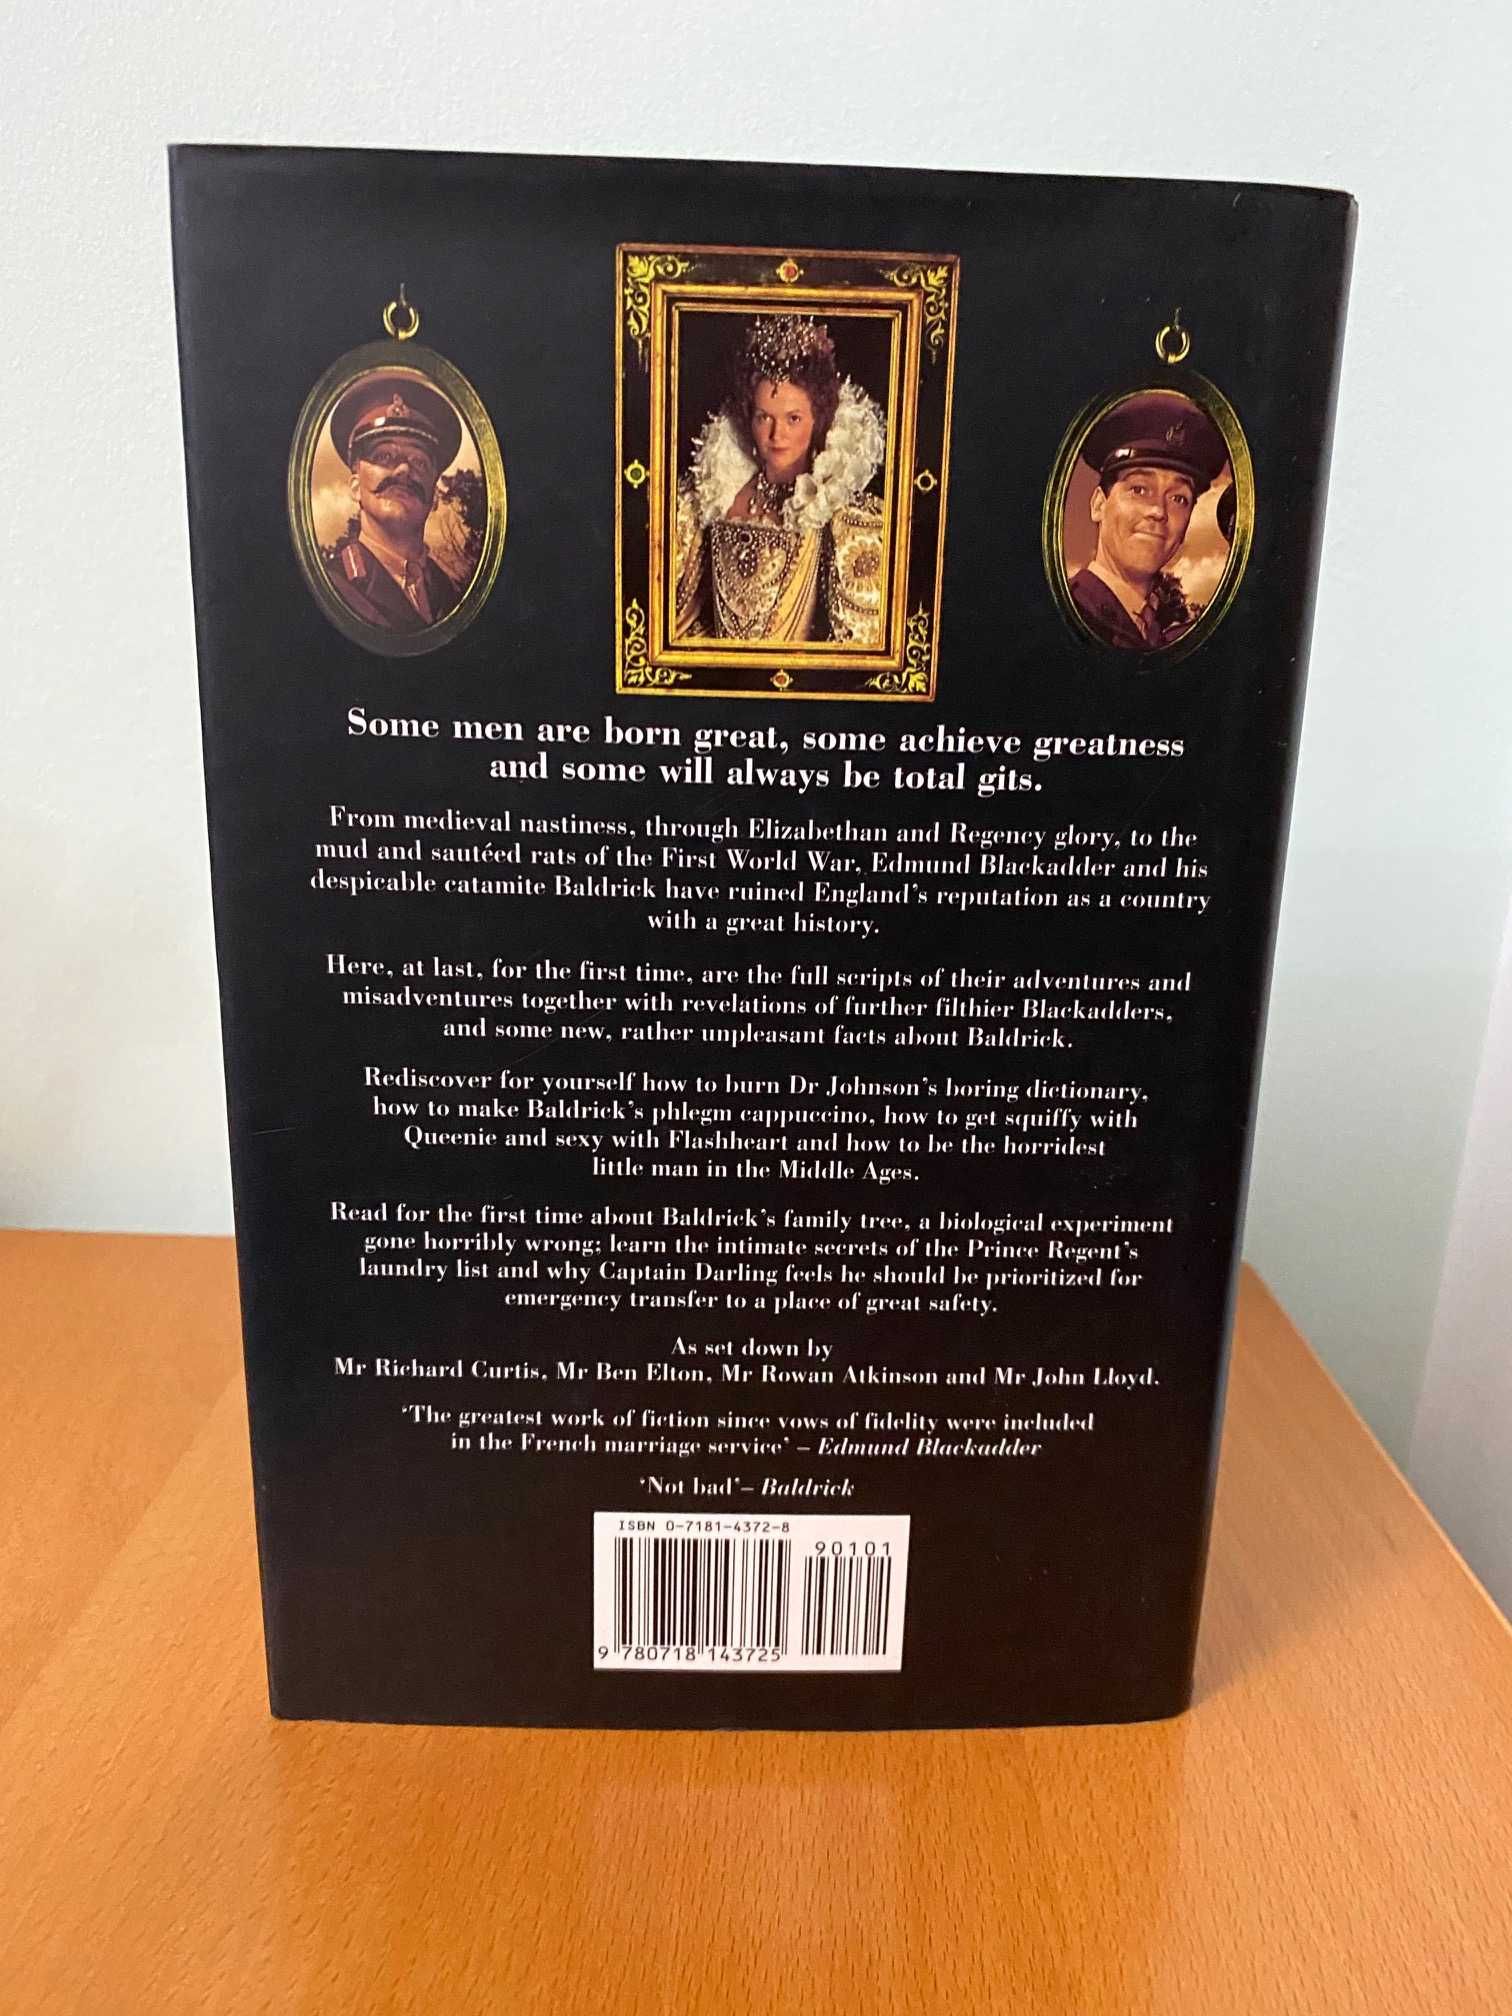 Some men are born great, some achieve greatness
and some will always be total gits.
From medieval nastiness, through Elizabethan and Regency glory, to the
mud and sautéed rats of the First World War, Edmund Blackadder and his
despicable catamite Baldrick have ruined England's reputation as a country
with a great history.
Here, at last, for the first time, are the full scripts of their adventures and
misadventures together with revelations of further filthier Blackadders,
and some new, rather unpleasant facts about Baldrick.
Rediscover for yourself how to burn Dr Johnson's boring dictionary,
how to make Baldrick's phlegm cappuccino, how to get squiffy with
Queenie and sexy with Flashheart and how to be the horridest
little man in the Middle Ages.
Read for the first time about Baldrick's family tree, a biological experiment
gone horribly wrong; learn the intimate secrets of the Prince Regent's
laundry list and why Captain Darling feels he should be prioritized for
emergency transfer to a place of great safety.
As set down by
Mr Richard Curtis, Mr Ben Elton, Mr Rowan Atkinson and Mr John Lloyd.
'The greatest work of fiction since vows of fidelity were included
in the French marriage service' – Edmund Blackadder
'Not bad' – Baldrick
ISBN 0-7181-4372-8
90101
9 780718 143725